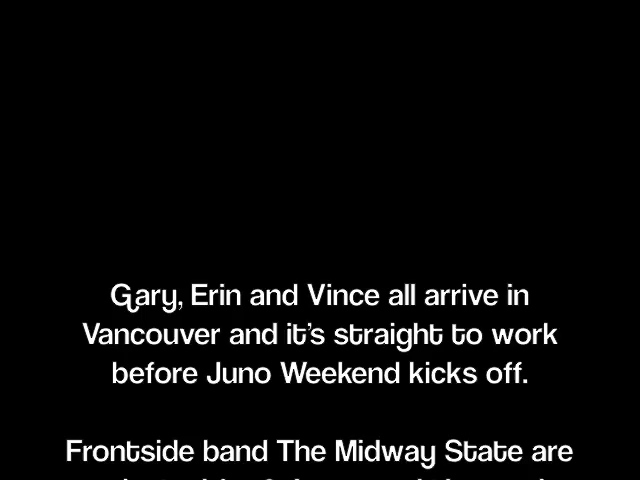 Gary, Erin and Vince all arrive in
Vancouver and it's straight to work
before Juno Weekend kicks off.
Frontside band The Midway State are